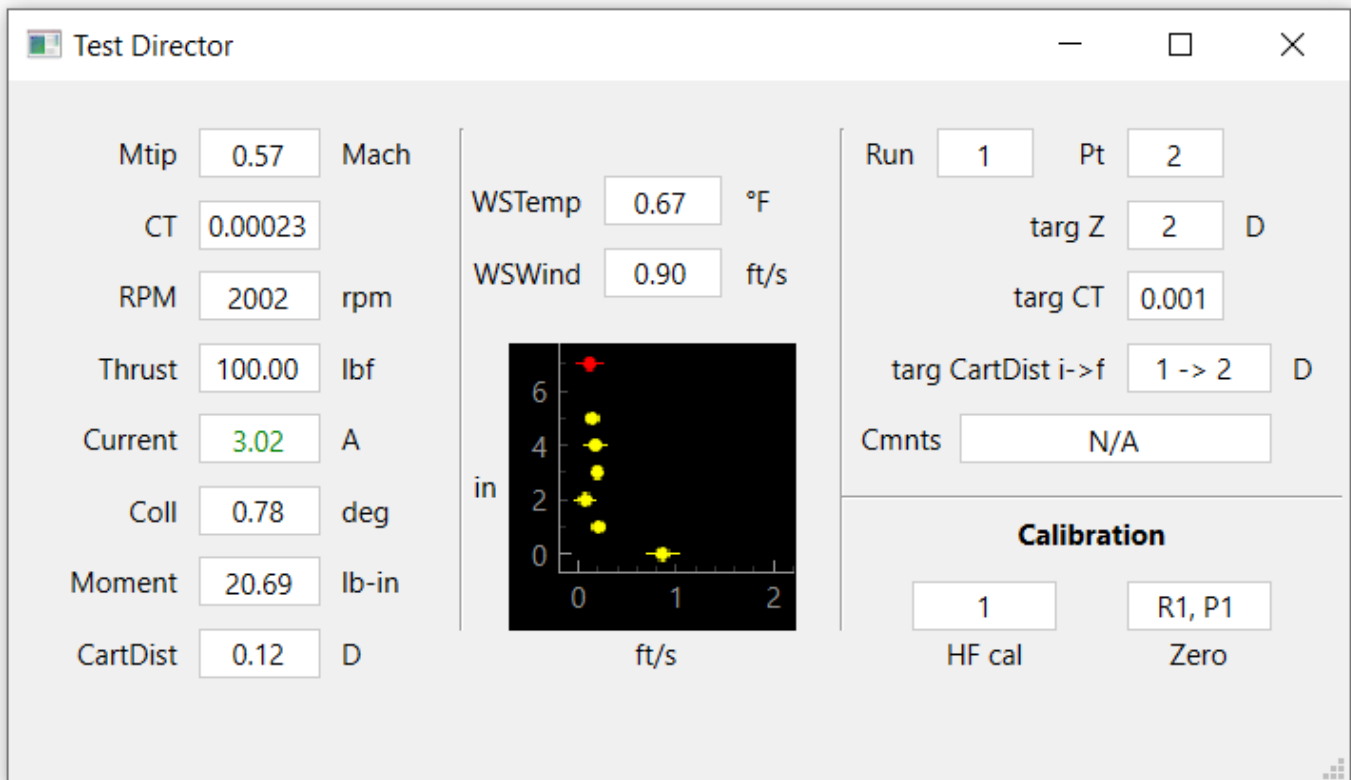 Test Director
Mtip 0.57 Mach
CT 0.00023
RPM 2002 rpm
Thrust 100.00 lbf
Current 3.02 A
Coll 0.78 deg
Moment 20.69 lb-in
CartDist 0.12 D
WSTemp 0.67 °F
WSWind 0.90 ft/s
in
6
4
2
0
0 1 2
ft/s
Run 1 Pt 2
targ Z 2 D
targ CT 0.001
targ CartDist i->f 1 -> 2 D
Cmnts N/A
Calibration
1 R1, P1
HF cal Zero